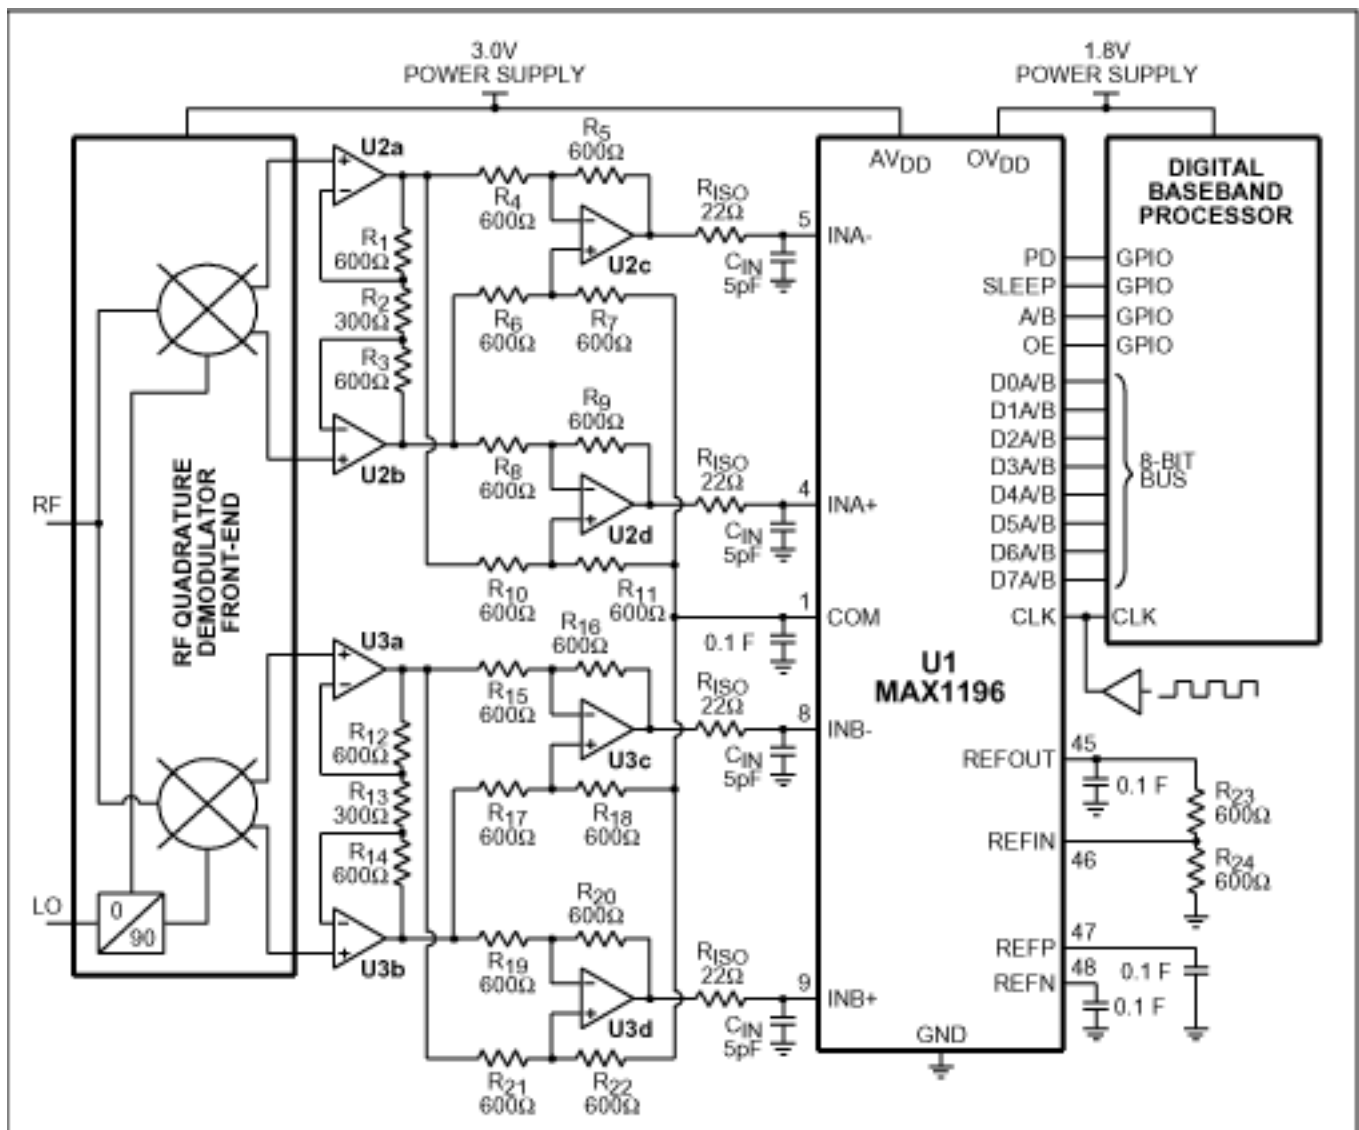 3.0V
POWER SUPPLY
1.8V
POWER SUPPLY
RF QUADRATURE
DEMODULATOR
FRONT-END
RF
LO
0
90
U2a
+
-
R1
600Ω
R2
300Ω
R3
600Ω
-
+
U2b
R4
600Ω
R5
600Ω
-
+
U2c
R6
600Ω
R7
600Ω
RISO
22Ω
CIN
5pF
R8
600Ω
R9
600Ω
-
+
U2d
R10
600Ω
R11
600Ω
RISO
22Ω
CIN
5pF
0.1 F
U3a
+
-
R12
600Ω
R13
300Ω
R14
600Ω
-
+
U3b
R15
600Ω
R16
600Ω
-
+
U3c
R17
600Ω
R18
600Ω
RISO
22Ω
CIN
5pF
R19
600Ω
R20
600Ω
-
+
U3d
R21
600Ω
R22
600Ω
RISO
22Ω
CIN
5pF
AVDD OVDD
5 INA-
4 INA+
1 COM
8 INB-
9 INB+
U1
MAX1196
GND
PD
SLEEP
A/B
OE
D0A/B
D1A/B
D2A/B
D3A/B
D4A/B
D5A/B
D6A/B
D7A/B
CLK
REFOUT 45
REFIN 46
REFP 47
REFN 48
DIGITAL
BASEBAND
PROCESSOR
GPIO
GPIO
GPIO
GPIO
8-BIT
BUS
CLK
0.1 F
R23
600Ω
R24
600Ω
0.1 F
0.1 F